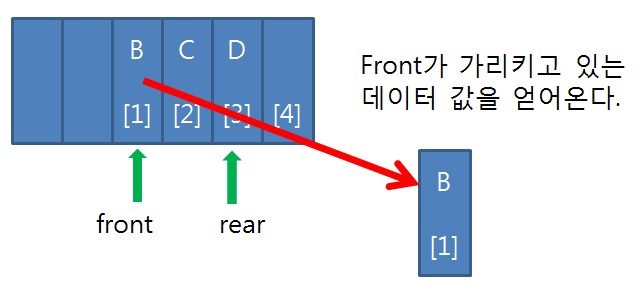 B C D
[1] [2] [3] [4]
front rear
Front가 가리키고 있는
데이터 값을 얻어온다.
B
[1]